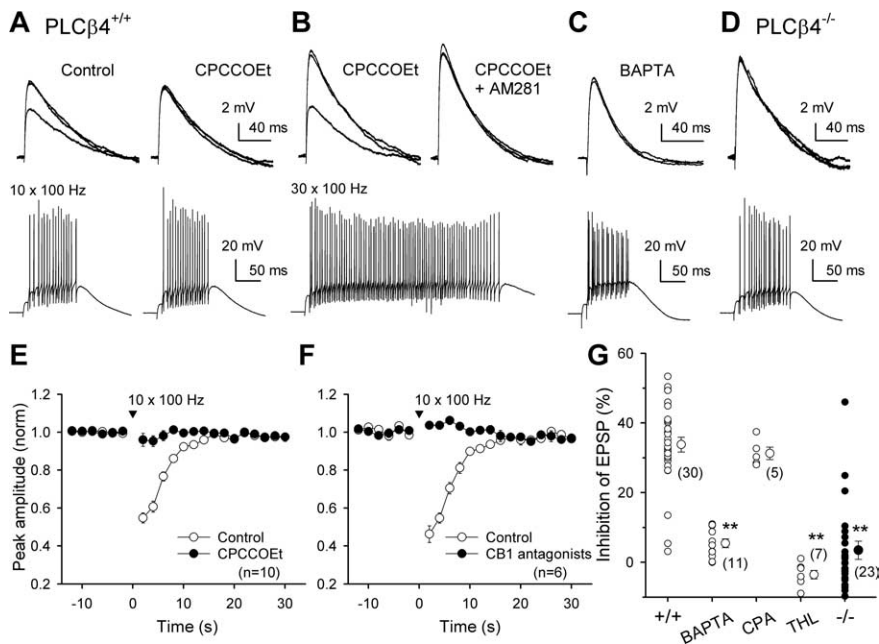 A PLCβ4+/+ B C D PLCβ4-/-
Control CPCCOEt CPCCOEt CPCCOEt + AM281 BAPTA
2 mV 2 mV 2 mV 2 mV
40 ms 40 ms 40 ms 40 ms
10 x 100 Hz 30 x 100 Hz
20 mV 20 mV 20 mV 20 mV
50 ms 50 ms 50 ms 50 ms
E
10 x 100 Hz
Peak amplitude (norm)
1.2
1.0
0.8
0.6
0.4
0.2
Control
CPCCOEt
(n=10)
-10 0 10 20 30
Time (s)
F
10 x 100 Hz
1.2
1.0
0.8
0.6
0.4
0.2
Control
CB1 antagonists
(n=6)
-10 0 10 20 30
Time (s)
G
Inhibition of EPSP (%)
60
40
20
0
(30)
**
(11)
(5)
**
(7)
**
(23)
+/+ BAPTA CPA THL -/-